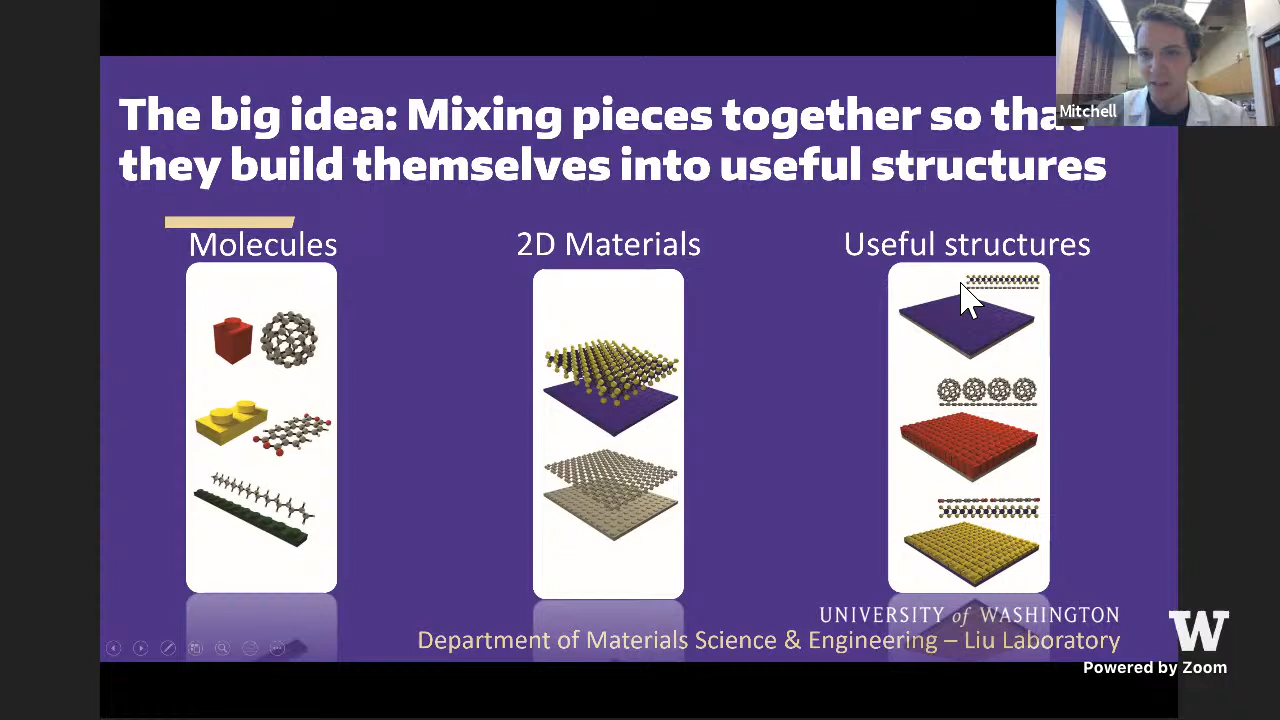 The big idea: Mixing pieces together so that
they build themselves into useful structures
Mitchell
Molecules
2D Materials
Useful structures
UNIVERSITY of WASHINGTON
Department of Materials Science & Engineering – Liu Laboratory
W
Powered by Zoom